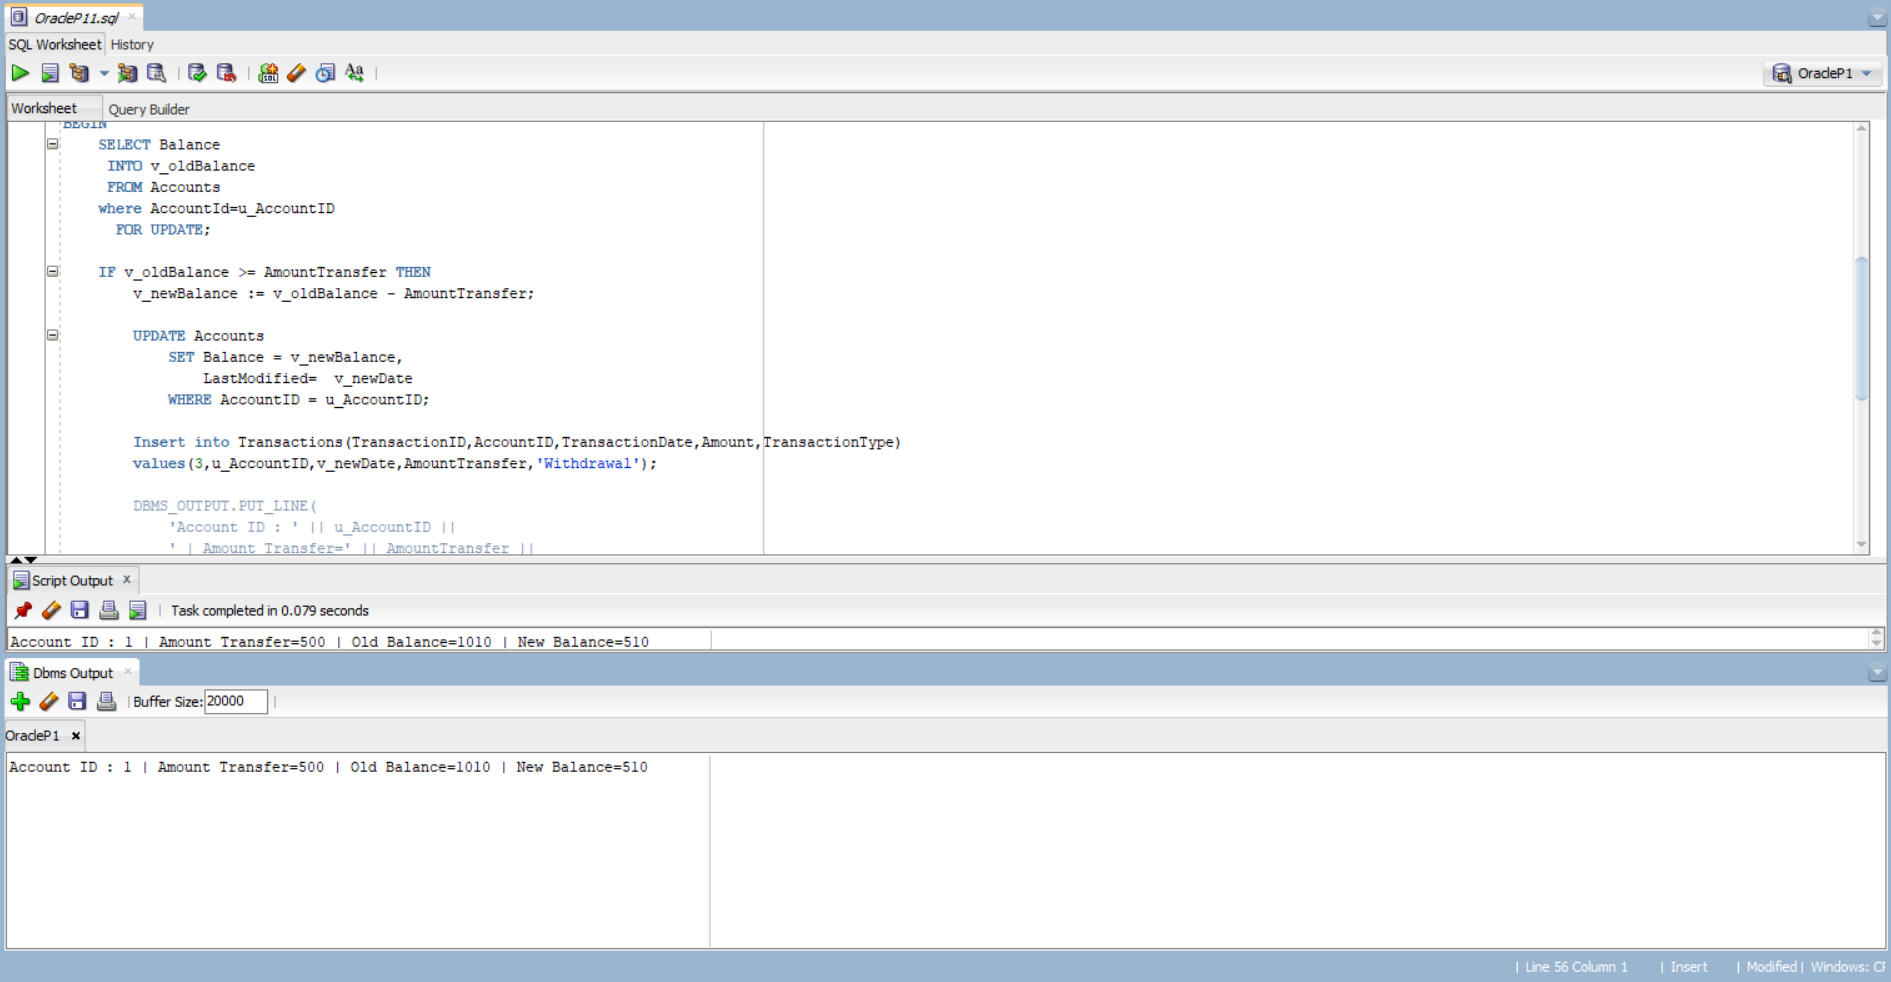 OracleP11.sql
SQL Worksheet History
OracleP1
Worksheet Query Builder
BEGIN
SELECT Balance
INTO v_oldBalance
FROM Accounts
where AccountId=u_AccountID
FOR UPDATE;
IF v_oldBalance >= AmountTransfer THEN
v_newBalance := v_oldBalance - AmountTransfer;
UPDATE Accounts
SET Balance = v_newBalance,
LastModified=  v_newDate
WHERE AccountID = u_AccountID;
Insert into Transactions(TransactionID,AccountID,TransactionDate,Amount,TransactionType)
values(3,u_AccountID,v_newDate,AmountTransfer,'Withdrawal');
DBMS_OUTPUT.PUT_LINE(
'Account ID : ' || u_AccountID ||
' | Amount Transfer=' || AmountTransfer ||
Script Output
Task completed in 0.079 seconds
Account ID : 1 | Amount Transfer=500 | Old Balance=1010 | New Balance=510
Dbms Output
Buffer Size: 20000
OracleP1
Account ID : 1 | Amount Transfer=500 | Old Balance=1010 | New Balance=510
| Line 56 Column 1 | Insert | Modified | Windows: CR